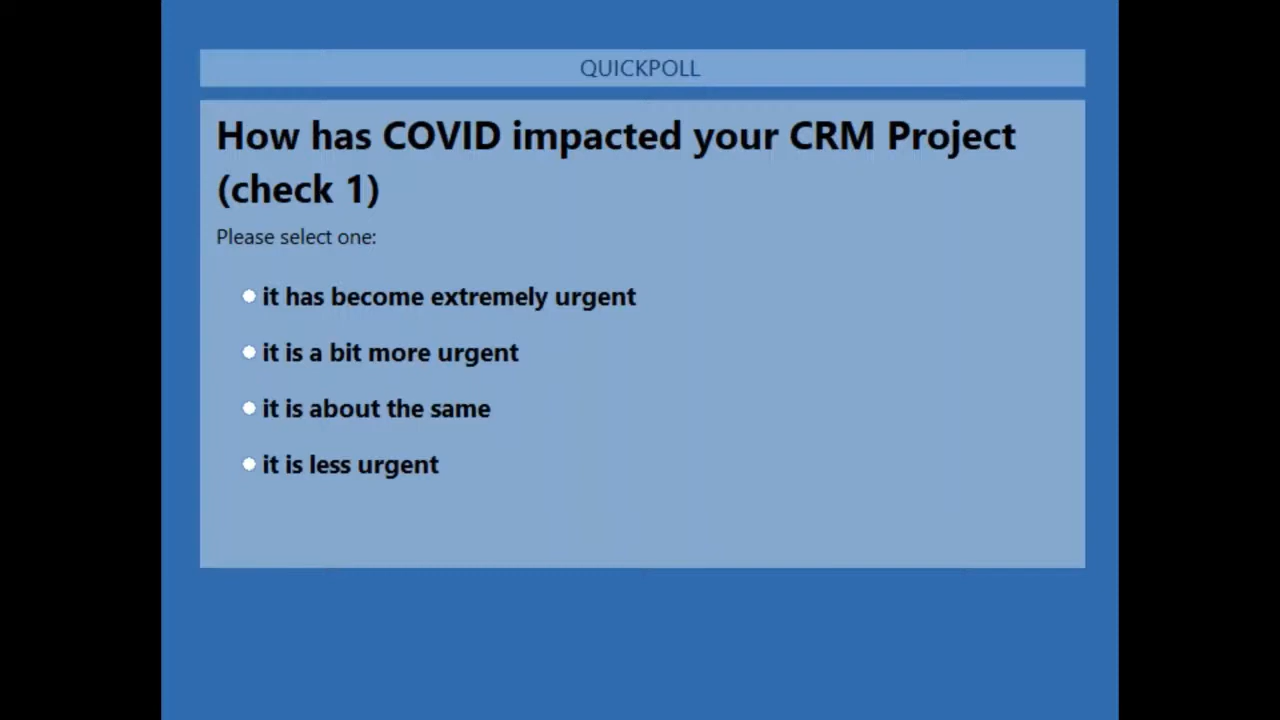 QUICKPOLL
How has COVID impacted your CRM Project
(check 1)
Please select one:
it has become extremely urgent
it is a bit more urgent
it is about the same
it is less urgent